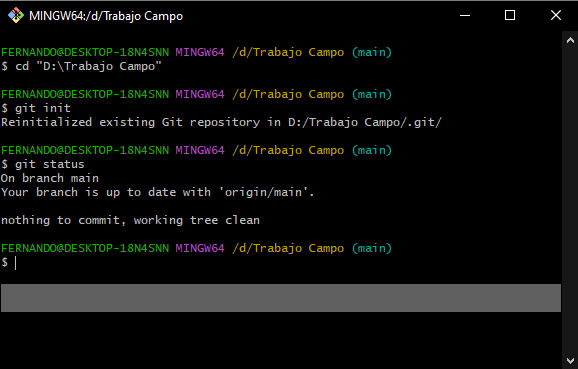 MINGW64:/d/Trabajo Campo
FERNANDO@DESKTOP-18N4SNN MINGW64 /d/Trabajo Campo (main)
$ cd "D:\Trabajo Campo"
FERNANDO@DESKTOP-18N4SNN MINGW64 /d/Trabajo Campo (main)
$ git init
Reinitialized existing Git repository in D:/Trabajo Campo/.git/
FERNANDO@DESKTOP-18N4SNN MINGW64 /d/Trabajo Campo (main)
$ git status
On branch main
Your branch is up to date with 'origin/main'.
nothing to commit, working tree clean
FERNANDO@DESKTOP-18N4SNN MINGW64 /d/Trabajo Campo (main)
$